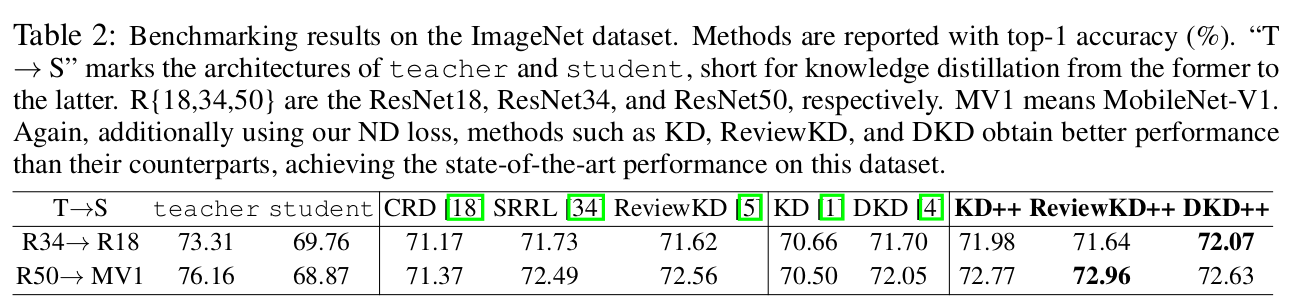 Table 2: Benchmarking results on the ImageNet dataset. Methods are reported with top-1 accuracy (%). “T
→ S” marks the architectures of teacher and student, short for knowledge distillation from the former to
the latter. R{18,34,50} are the ResNet18, ResNet34, and ResNet50, respectively. MV1 means MobileNet-V1.
Again, additionally using our ND loss, methods such as KD, ReviewKD, and DKD obtain better performance
than their counterparts, achieving the state-of-the-art performance on this dataset.
T→S teacher student CRD [18] SRRL [34] ReviewKD [5] KD [1] DKD [4] KD++ ReviewKD++ DKD++
R34→ R18 73.31 69.76 71.17 71.73 71.62 70.66 71.70 71.98 71.64 72.07
R50→ MV1 76.16 68.87 71.37 72.49 72.56 70.50 72.05 72.77 72.96 72.63